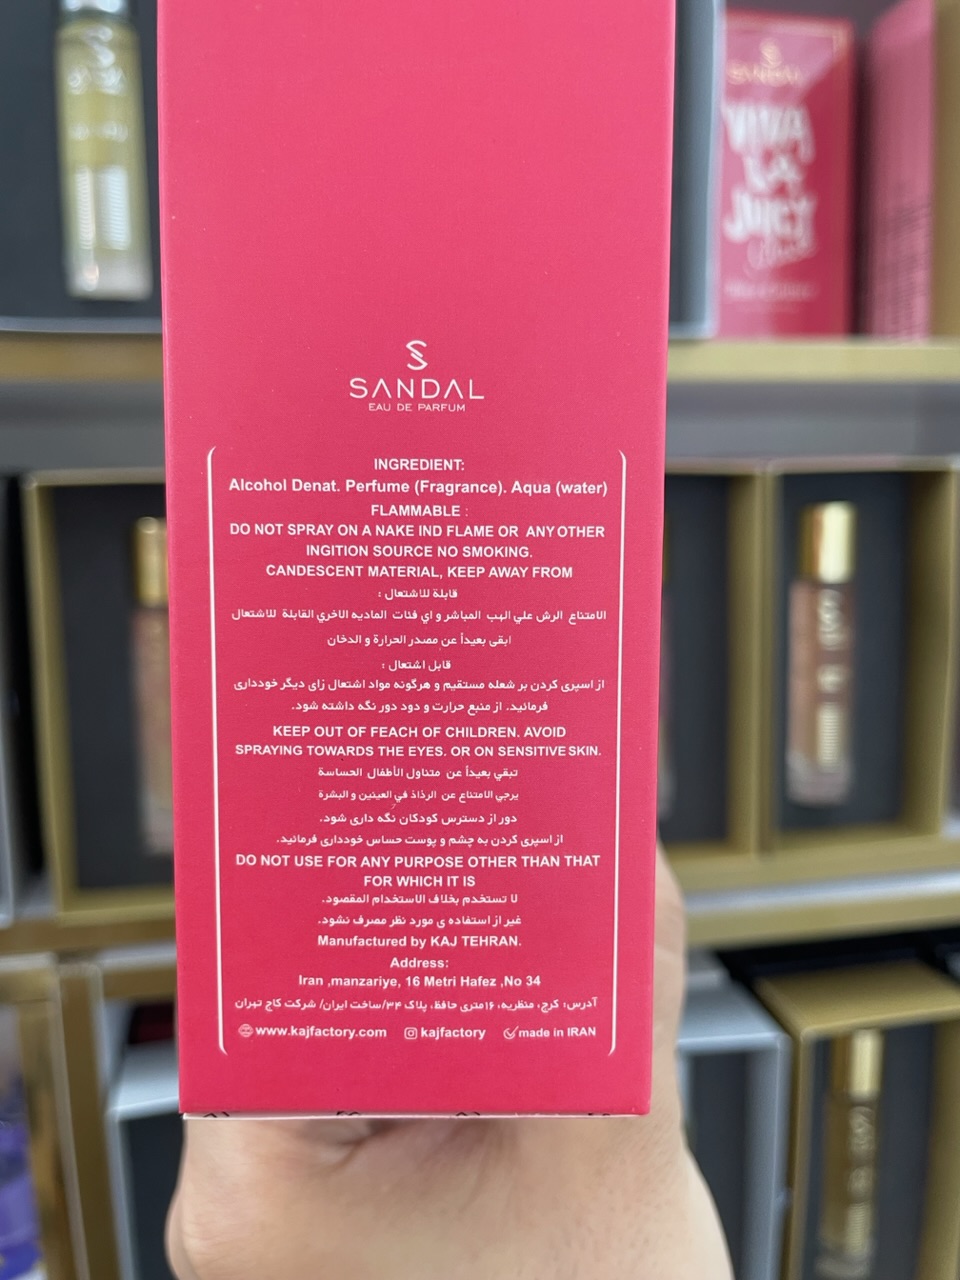 SANDAL
EAU DE PARFUM
INGREDIENT:
Alcohol Denat. Perfume (Fragrance). Aqua (water)
FLAMMABLE :
DO NOT SPRAY ON A NAKE IND FLAME OR ANY OTHER
INGITION SOURCE NO SMOKING.
CANDESCENT MATERIAL, KEEP AWAY FROM
قابلة للاشتعال :
الامتناع الرش علي الهب المباشر و اي فئات الماديه الاخري القابلة للاشتعال
ابقى بعيداً عن مصدر الحرارة و الدخان
قابل اشتعال :
از اسپری کردن بر شعله مستقیم و هرگونه مواد اشتعال زای دیگر خودداری
فرمائید. از منبع حرارت و دود دور نگه داشته شود.
KEEP OUT OF FEACH OF CHILDREN. AVOID
SPRAYING TOWARDS THE EYES. OR ON SENSITIVE SKIN.
تبقي بعيداً عن متناول الأطفال الحساسة
يرجي الامتناع عن الرذاذ في العينين و البشرة
دور از دسترس کودکان نگه داری شود.
از اسپری کردن به چشم و پوست حساس خودداری فرمائید.
DO NOT USE FOR ANY PURPOSE OTHER THAN THAT
FOR WHICH IT IS
لا تستخدم بخلاف الاستخدام المقصود.
غیر از استفاده ی مورد نظر مصرف نشود.
Manufactured by KAJ TEHRAN.
Address:
Iran ,manzariye, 16 Metri Hafez ,No 34
آدرس: کرج، منظریه، ۱۶متری حافظ، پلاک ۳۴/ساخت ایران/ شرکت کاج تهران
www.kajfactory.com kajfactory made in IRAN
SANDAL
VIVA
LA
JUICY